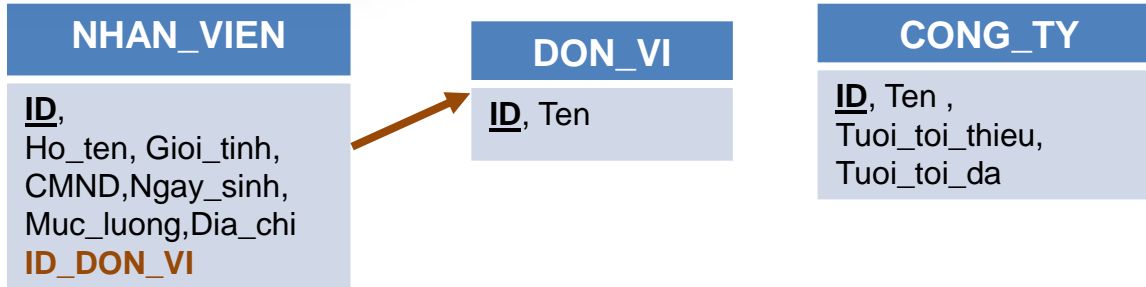 NHAN_VIEN
ID,
Ho_ten, Gioi_tinh,
CMND,Ngay_sinh,
Muc_luong,Dia_chi
ID_DON_VI
DON_VI
ID, Ten
CONG_TY
ID, Ten ,
Tuoi_toi_thieu,
Tuoi_toi_da